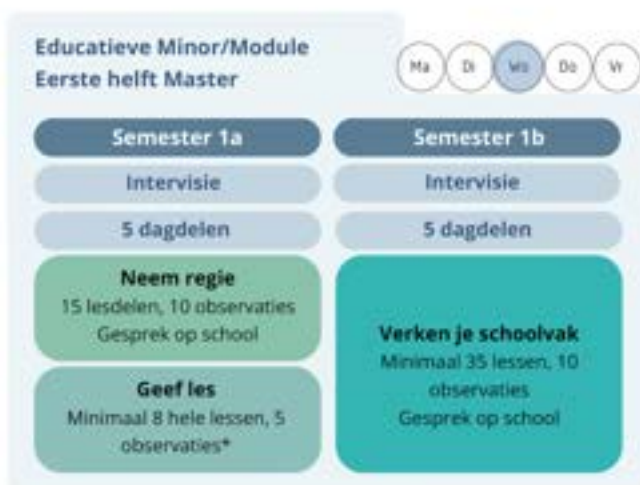 Educatieve Minor/Module
Eerste helft Master
Ma Di Wo Do Vr
Semester 1a
Intervisie
5 dagdelen
Neem regie
15 lesdelen, 10 observaties
Gesprek op school
Geef les
Minimaal 8 hele lessen, 5
observaties*
Semester 1b
Intervisie
5 dagdelen
Verken je schoolvak
Minimaal 35 lessen, 10
observaties
Gesprek op school